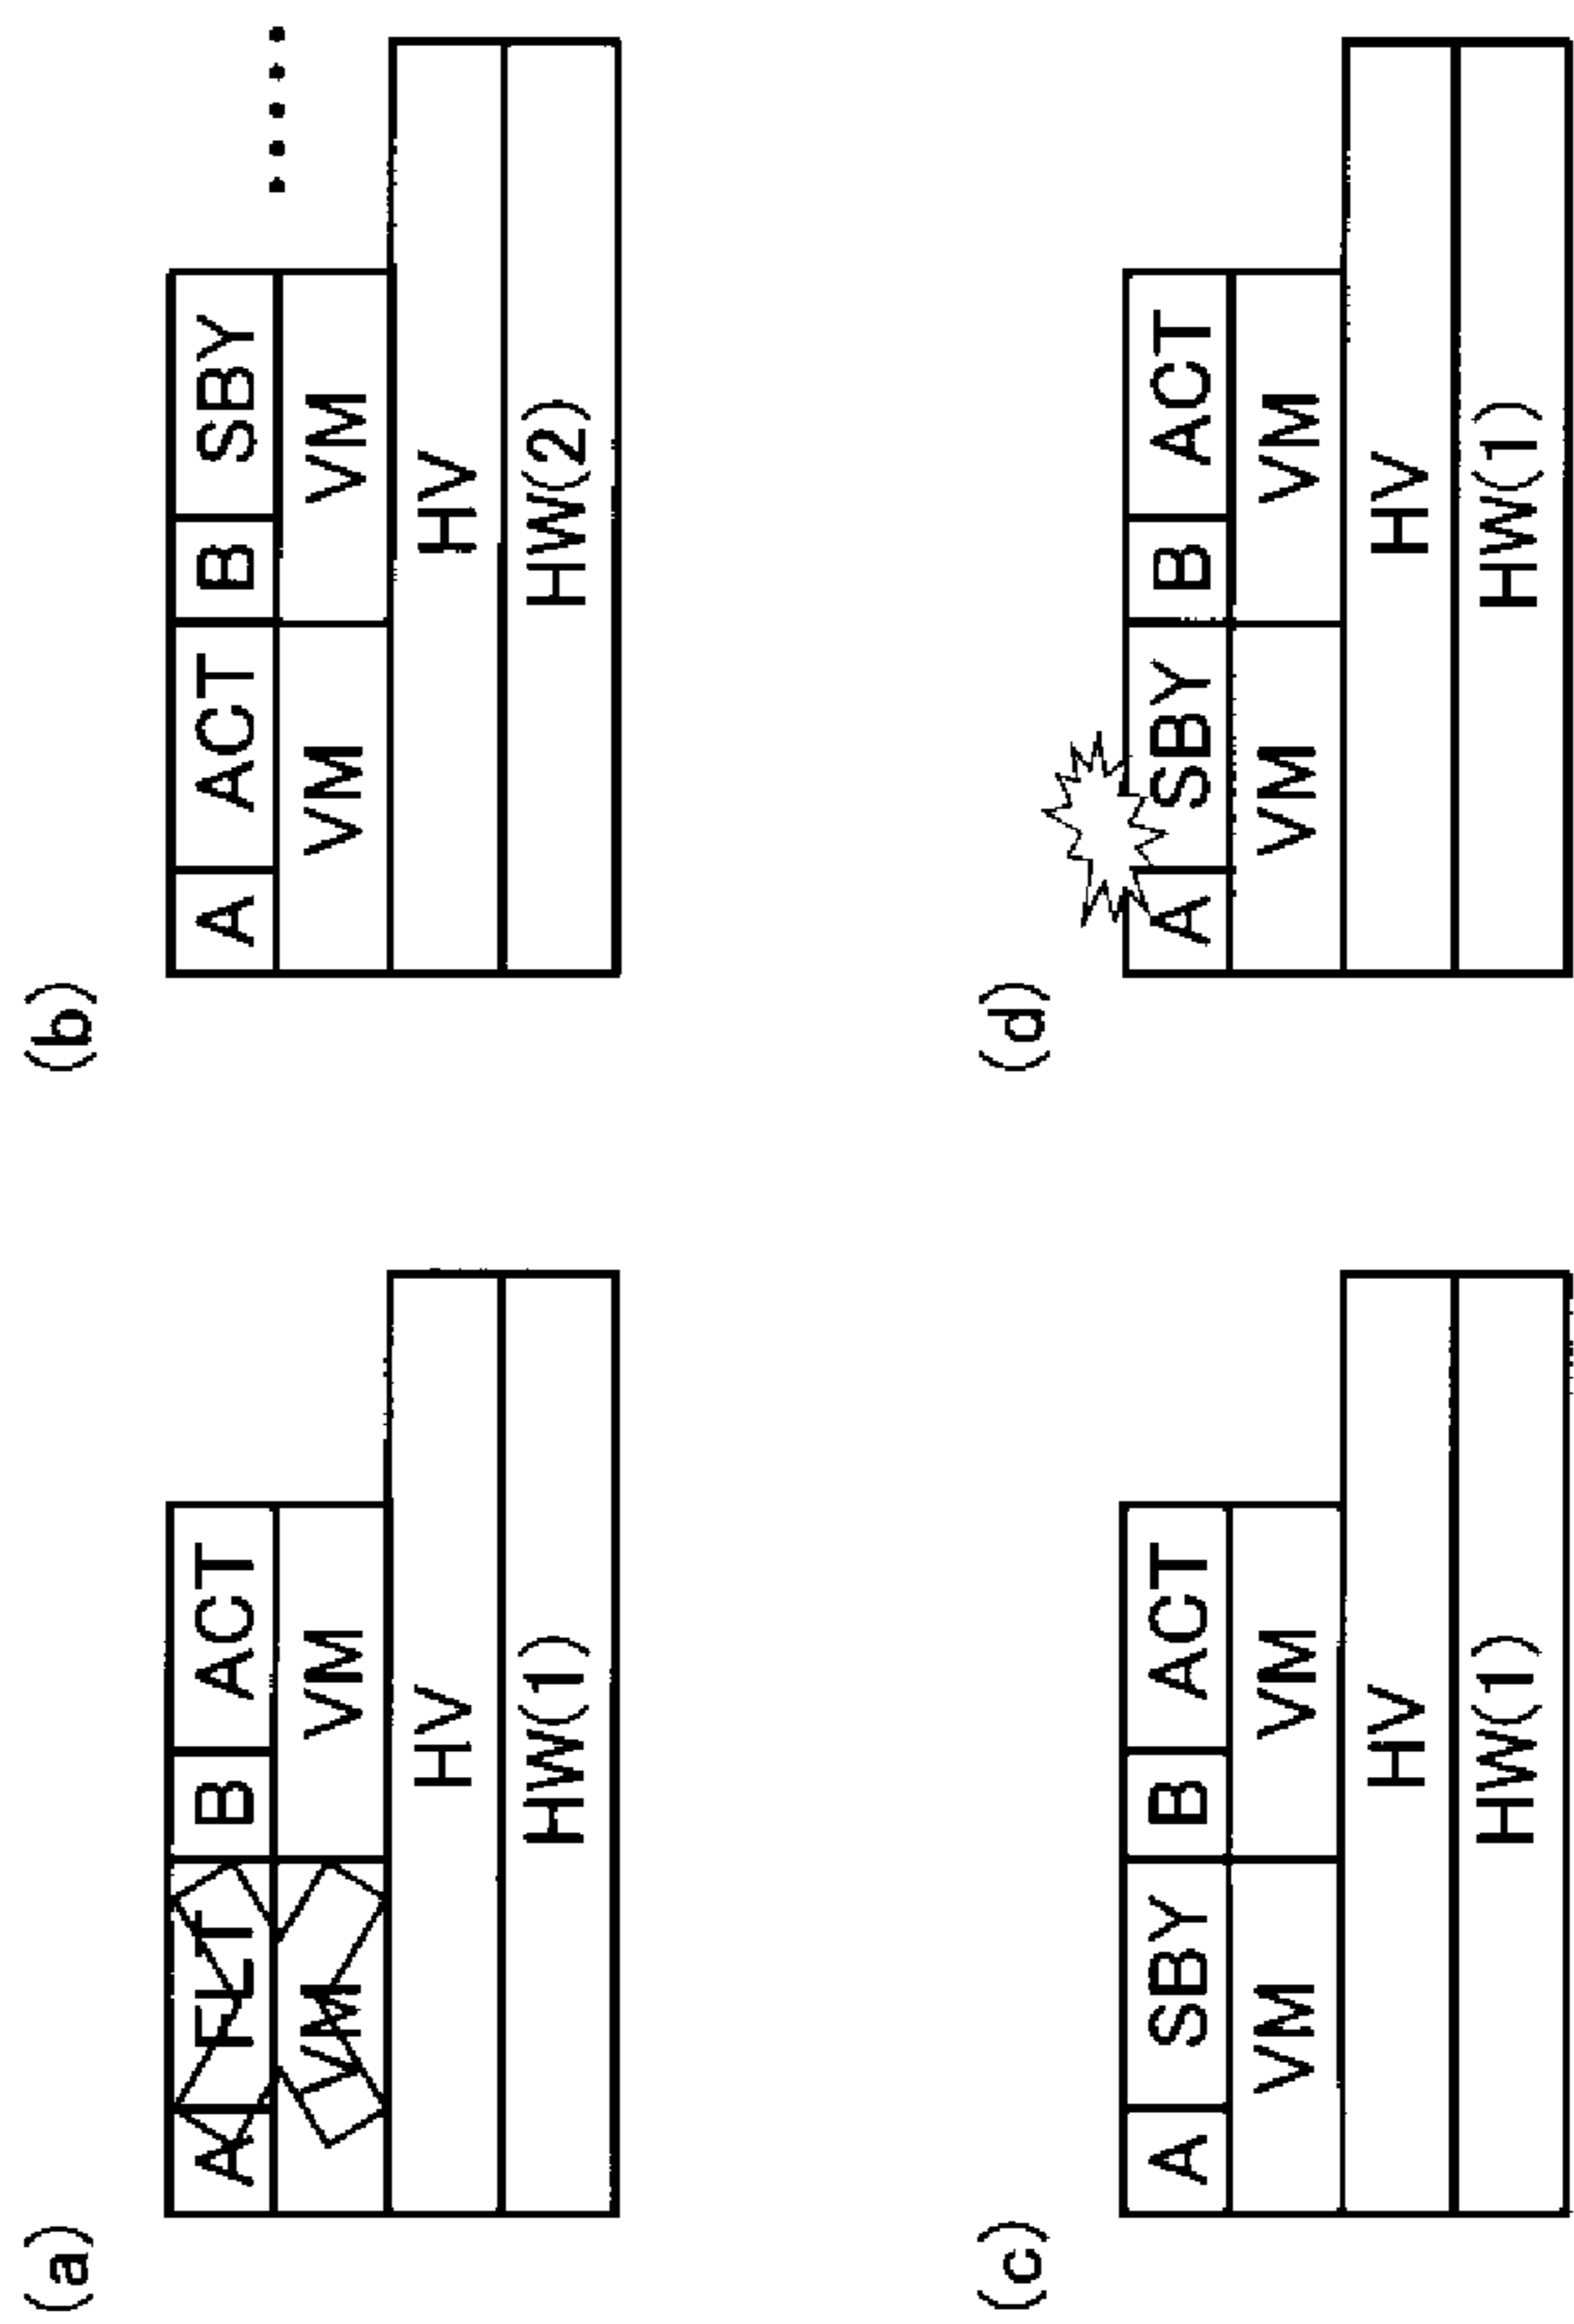 (a)
A FLT B ACT
VM VM
HV
HW(1)
(b)
A ACT B SBY
VM VM
HV
HW(2)
(c)
A SBY B ACT
VM VM
HV
HW(1)
(d)
A SBY B ACT
VM VM
HV
HW(1)